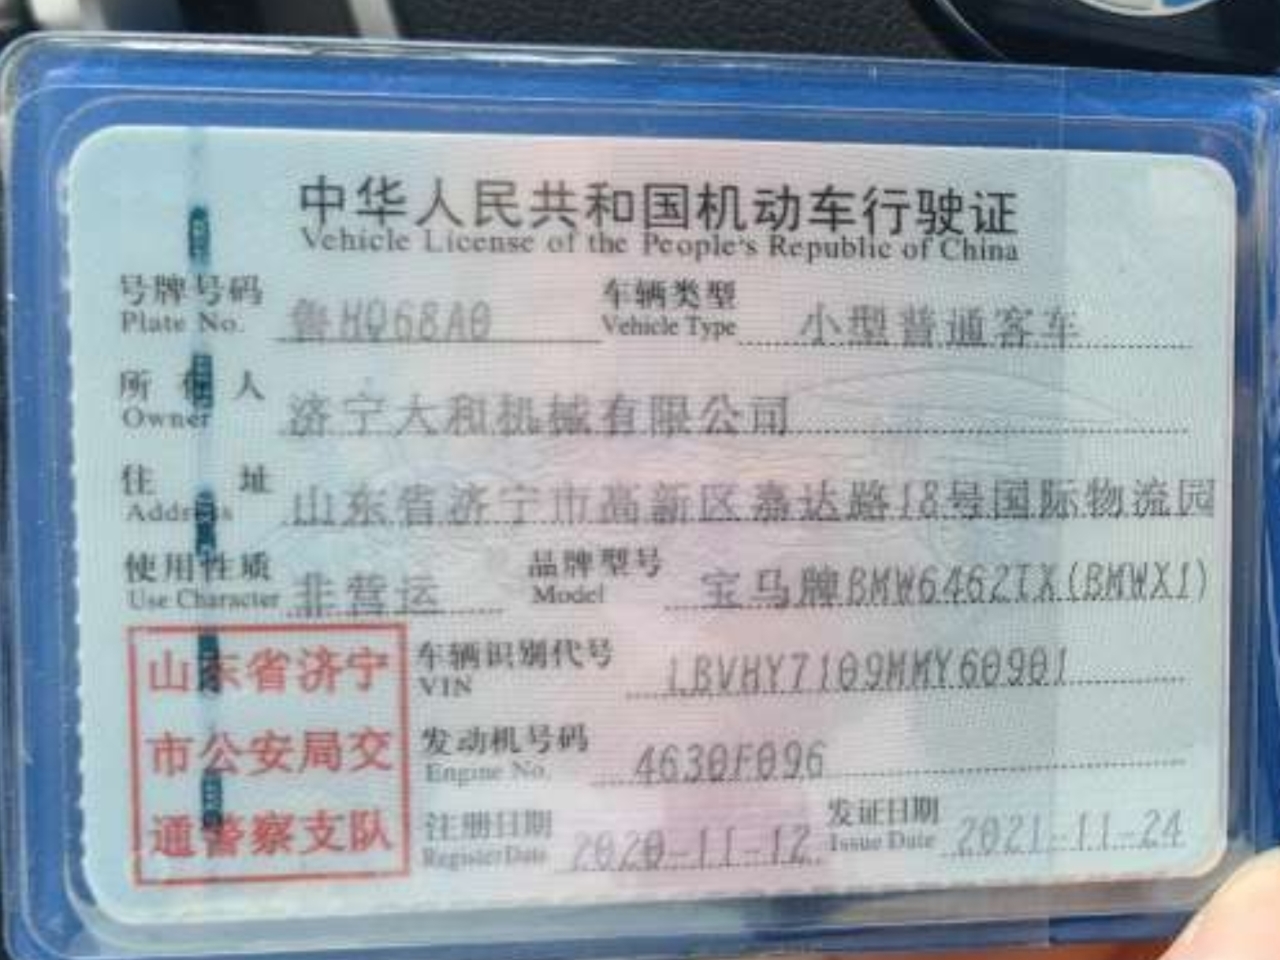 中华人民共和国机动车行驶证
Vehicle License of the People's Republic of China
号牌号码 鲁HQ68A0 车辆类型 小型普通客车
Plate No. Vehicle Type
所有人 济宁大和机械有限公司
Owner
住址 山东省济宁市高新区嘉达路18号国际物流园
Address
使用性质 非营运 品牌型号 宝马牌BMW6462IX(BMWX1)
Use Character Model
山东省济宁
市公安局交
通警察支队
车辆识别代号 LBVHY7109MMY60901
VIN
发动机号码 4630F096
Engine No.
注册日期 2020-11-12 发证日期 2021-11-24
Register Date Issue Date